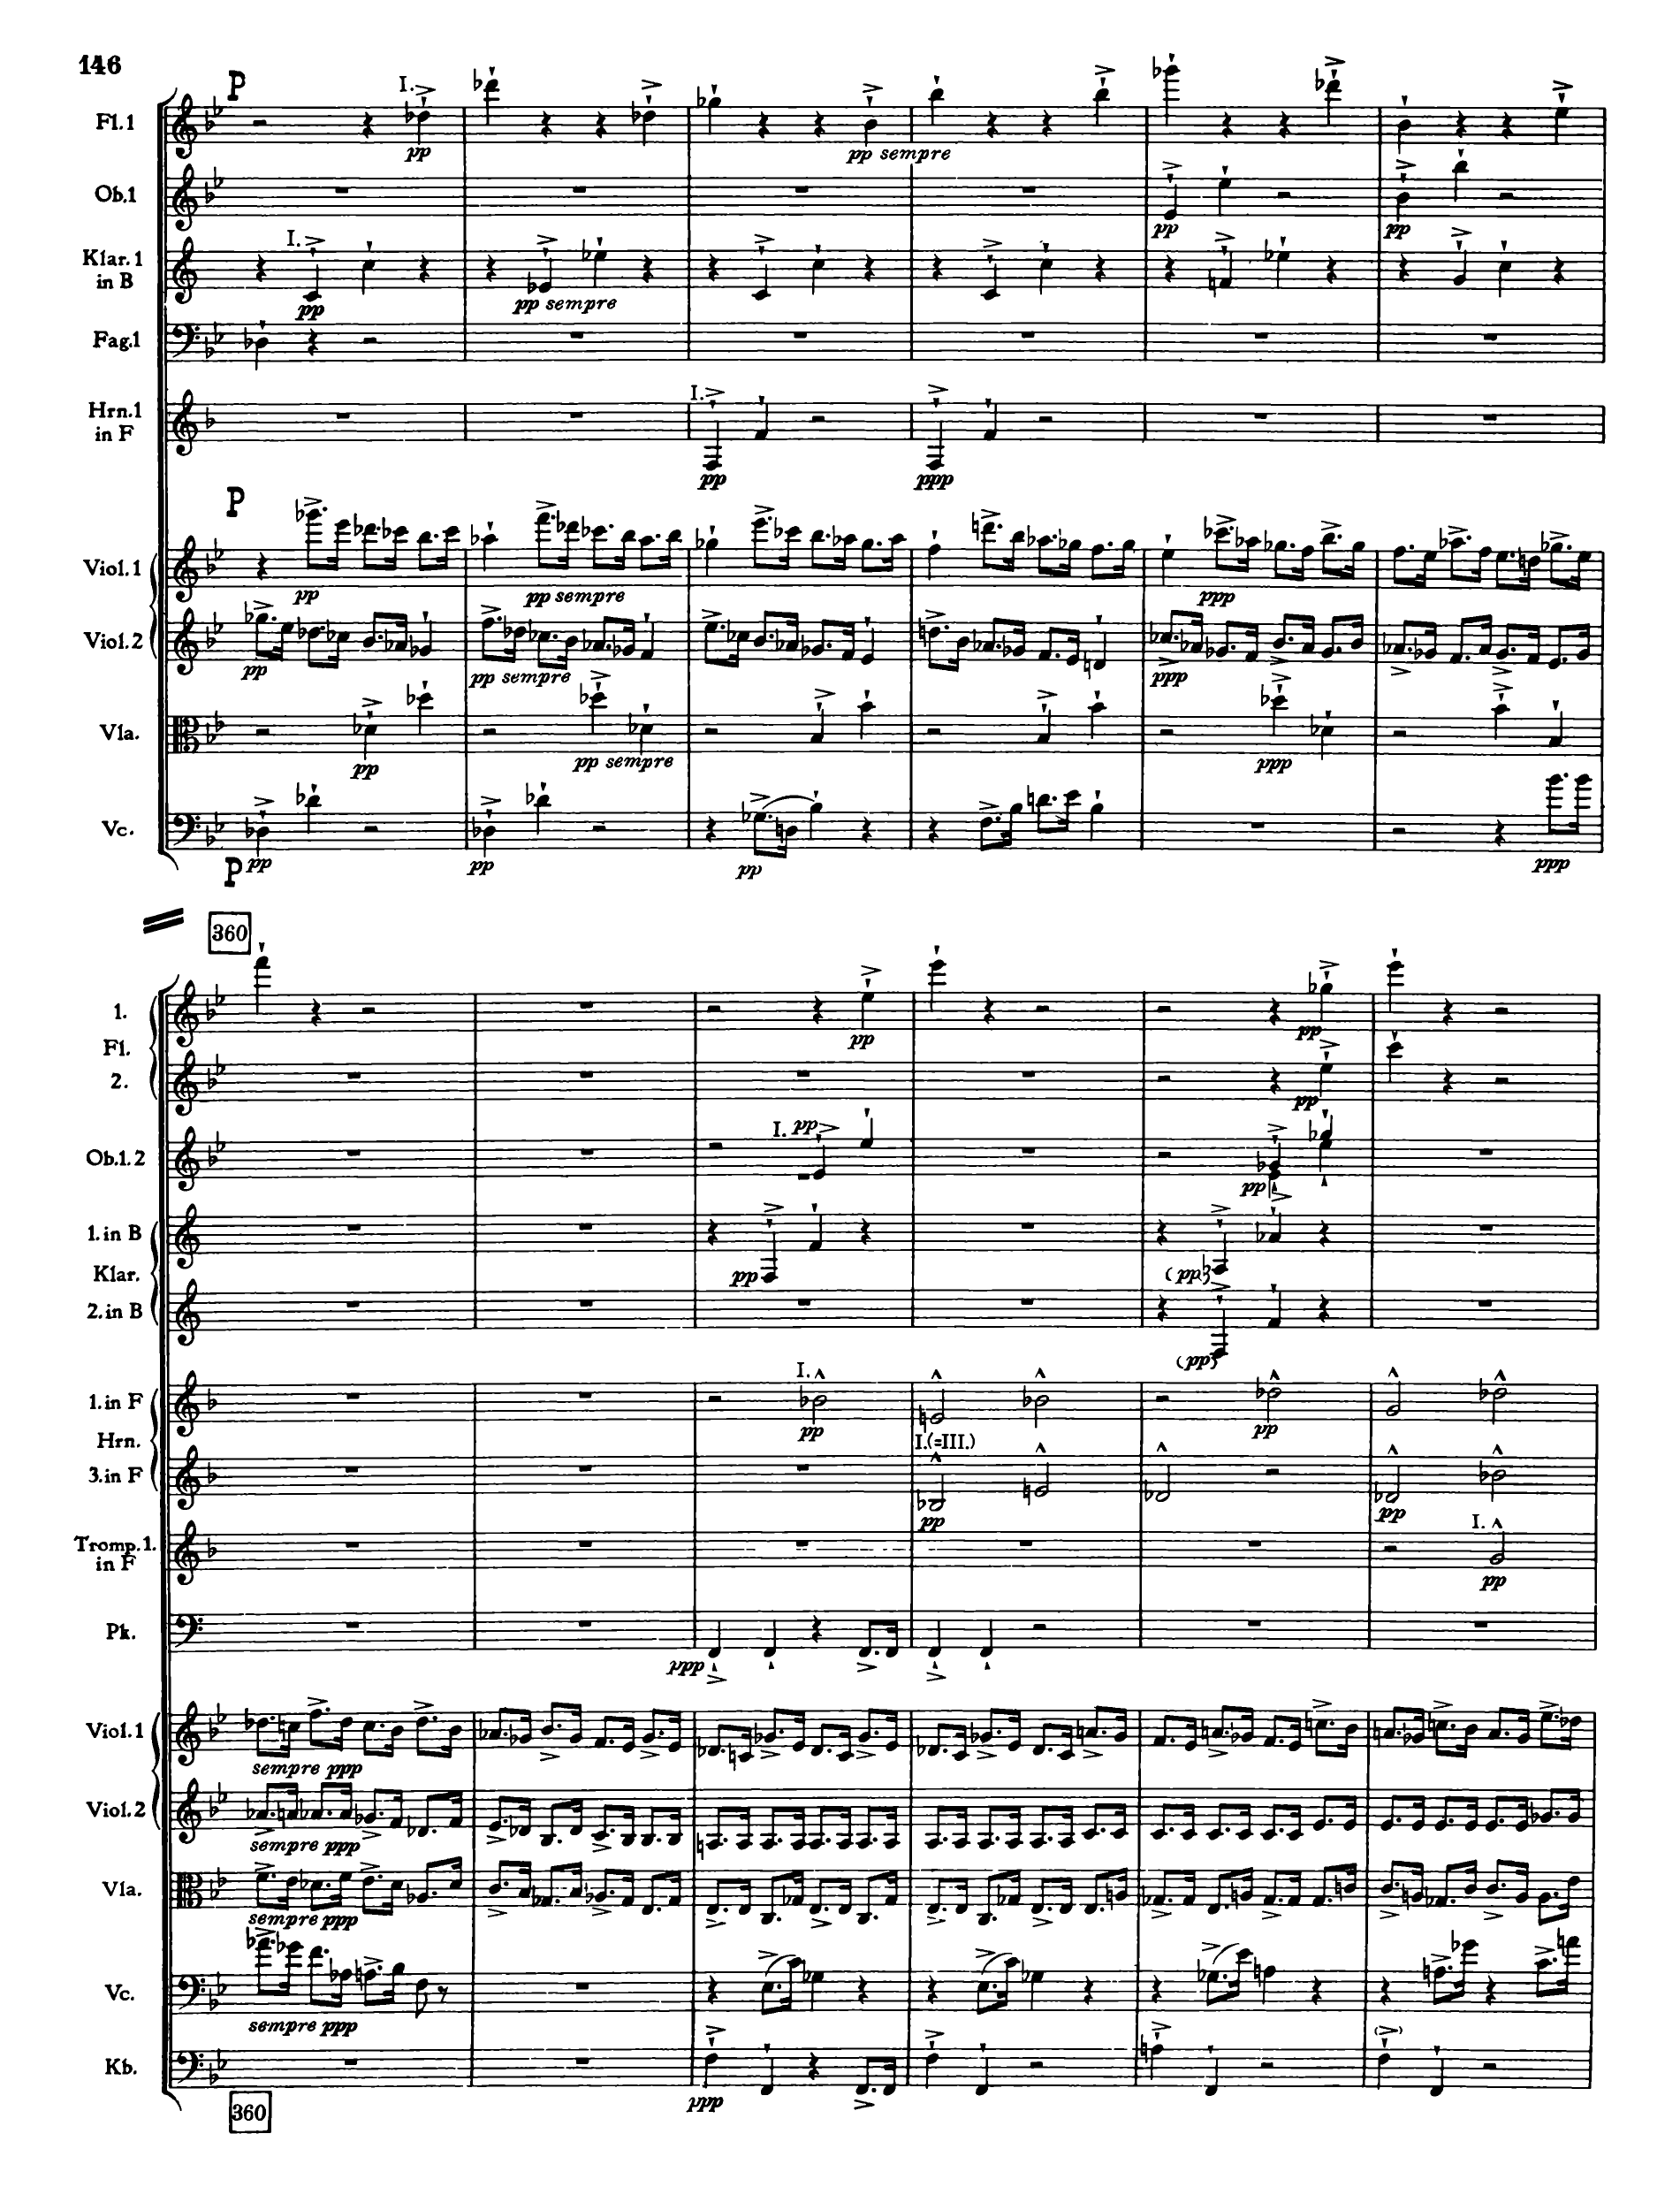 146
P
I.
Fl.1
pp
pp sempre
Ob.1
pp
pp
I.
Klar.1
in B
pp
pp sempre
Fag.1
I.
Hrn.1
in F
pp
ppp
P
Viol.1
pp
pp sempre
ppp
Viol.2
pp
pp sempre
ppp
Vla.
pp
pp sempre
ppp
Vc.
pp
pp
pp
ppp
P
360
1.
pp
pp
Fl.
2.
pp
I. pp
Ob.1.2
pp
1. in B
pp
(pp)
Klar.
2. in B
(pp)
I.
1. in F
pp
pp
Hrn.
I.(=III.)
3. in F
pp
pp
I.
Tromp.1.
in F
pp
Pk.
ppp
Viol.1
sempre ppp
Viol.2
sempre ppp
Vla.
sempre ppp
Vc.
sempre ppp
Kb.
ppp
360